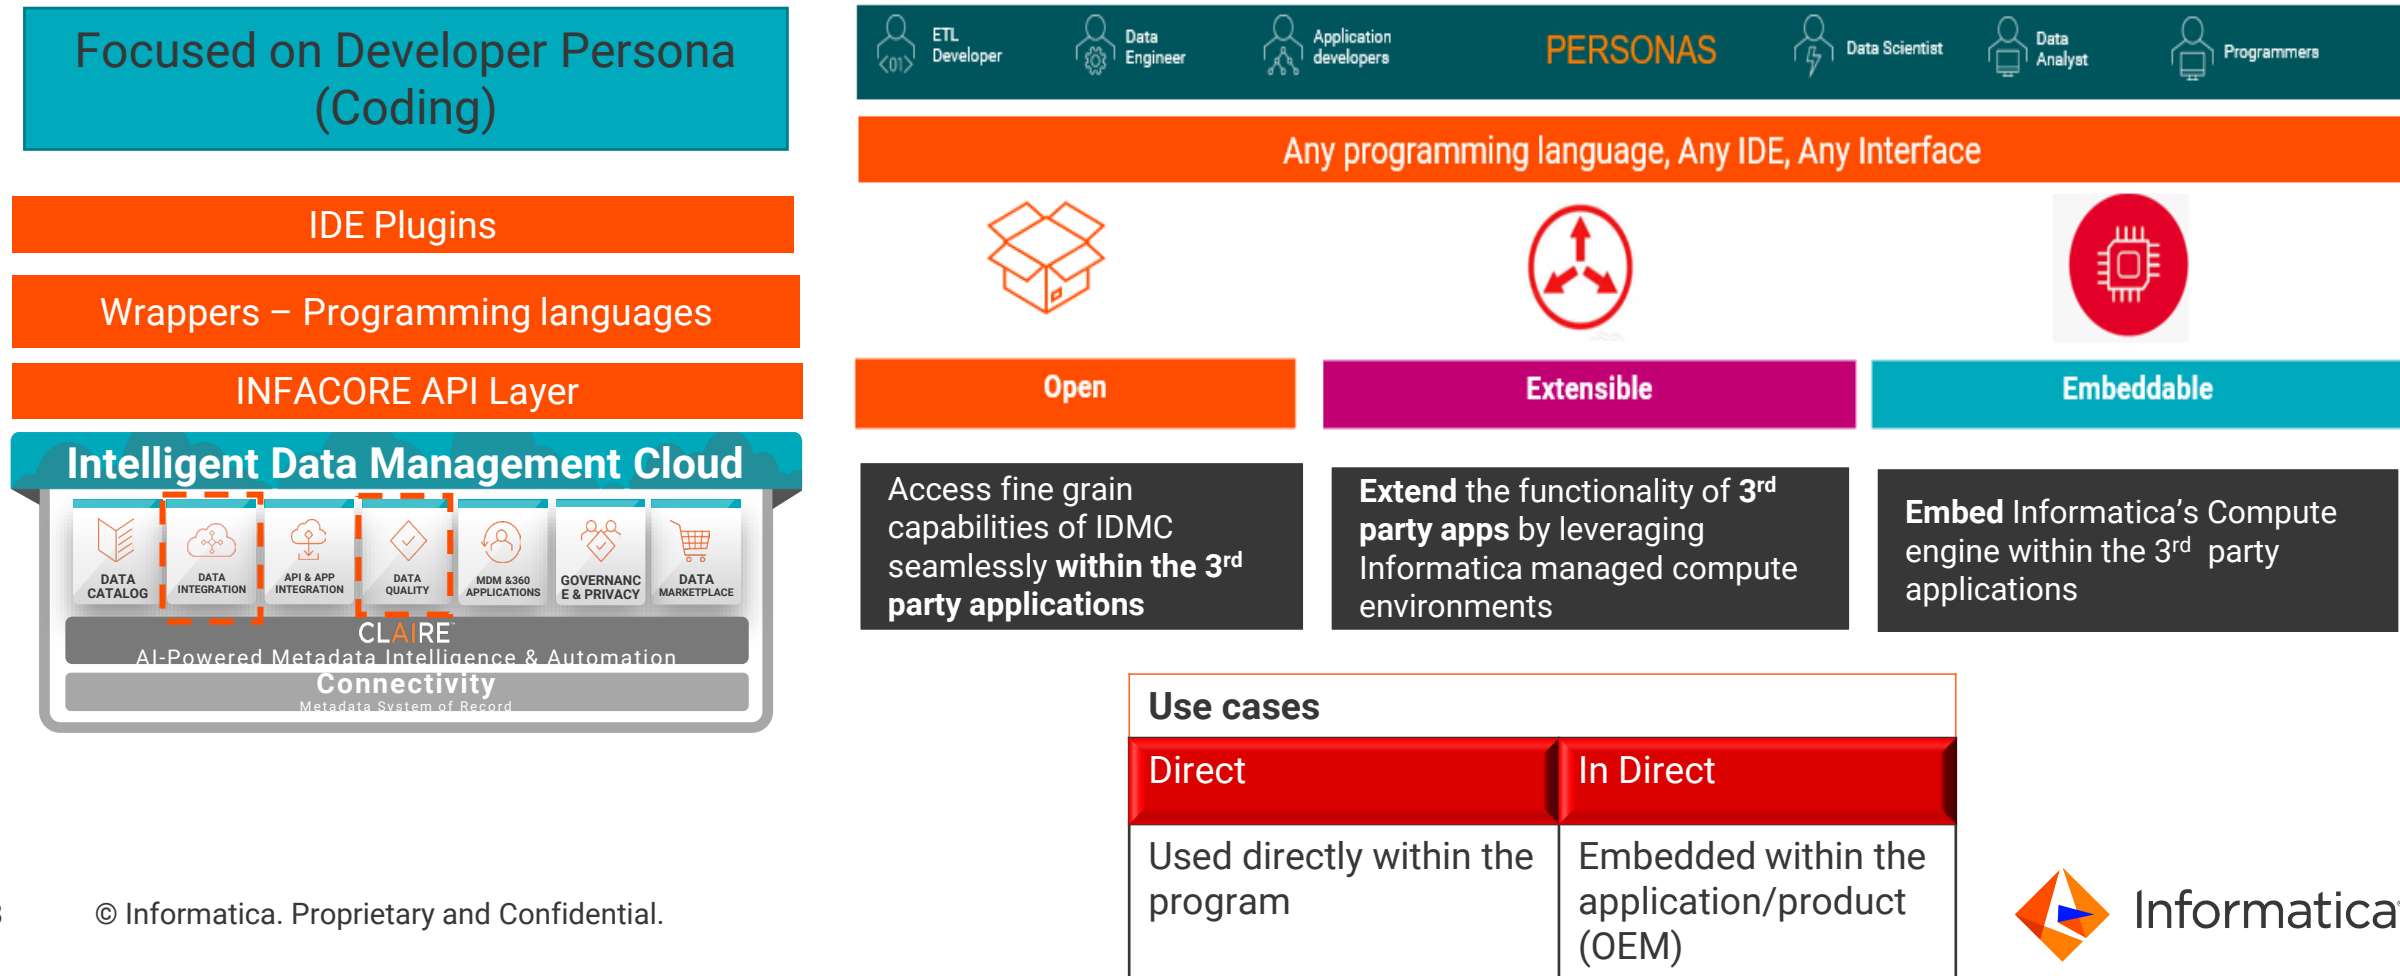 Focused on Developer Persona
(Coding)
IDE Plugins
Wrappers – Programming languages
INFACORE API Layer
Intelligent Data Management Cloud
DATA
CATALOG
DATA
INTEGRATION
API & APP
INTEGRATION
DATA
QUALITY
MDM &360
APPLICATIONS
GOVERNANC
E & PRIVACY
DATA
MARKETPLACE
CLAIRE
AI-Powered Metadata Intelligence & Automation
Connectivity
Metadata System of Record
ETL
Developer
<01>
Data
Engineer
Application
developers
PERSONAS
Data Scientist
Data
Analyst
Programmers
Any programming language, Any IDE, Any Interface
Open
Extensible
Embeddable
Access fine grain
capabilities of IDMC
seamlessly within the 3rd
party applications
Extend the functionality of 3rd
party apps by leveraging
Informatica managed compute
environments
Embed Informatica’s Compute
engine within the 3rd party
applications
Use cases
Direct
In Direct
Used directly within the
program
Embedded within the
application/product
(OEM)
© Informatica. Proprietary and Confidential.
Informatica